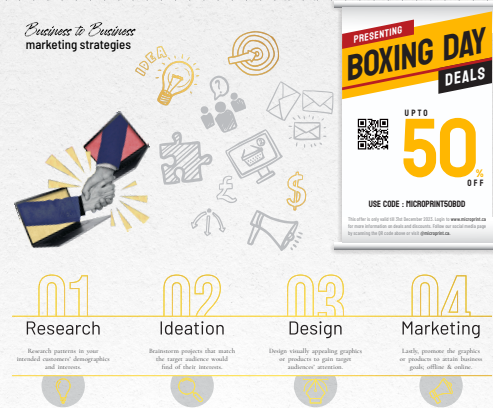 Business to Business
marketing strategies
IDEA
PRESENTING
BOXING DAY
DEALS
UPTO
50%
OFF
USE CODE : MICROPRINT50BDD
This offer is only valid till 31st December 2023. Login to www.microprint.ca
for more information on deals and discounts. Follow our social media page
by scanning the QR code above or visit @microprint.ca.
01
Research
Research patterns in your
intended customers' demographics
and interests.
02
Ideation
Brainstorm projects that match
the target audience would
find of their interests.
03
Design
Design visually appealing graphics
or products to gain target
audiences' attention.
04
Marketing
Lastly, promote the graphics
or products to attain business
goals; offline & online.